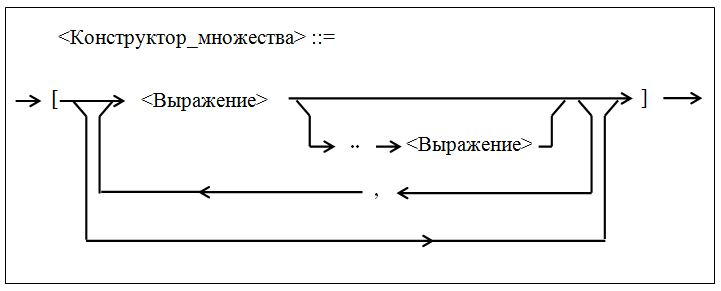 <Конструктор_множества> ::=
[ <Выражение> ]
.. <Выражение>
,